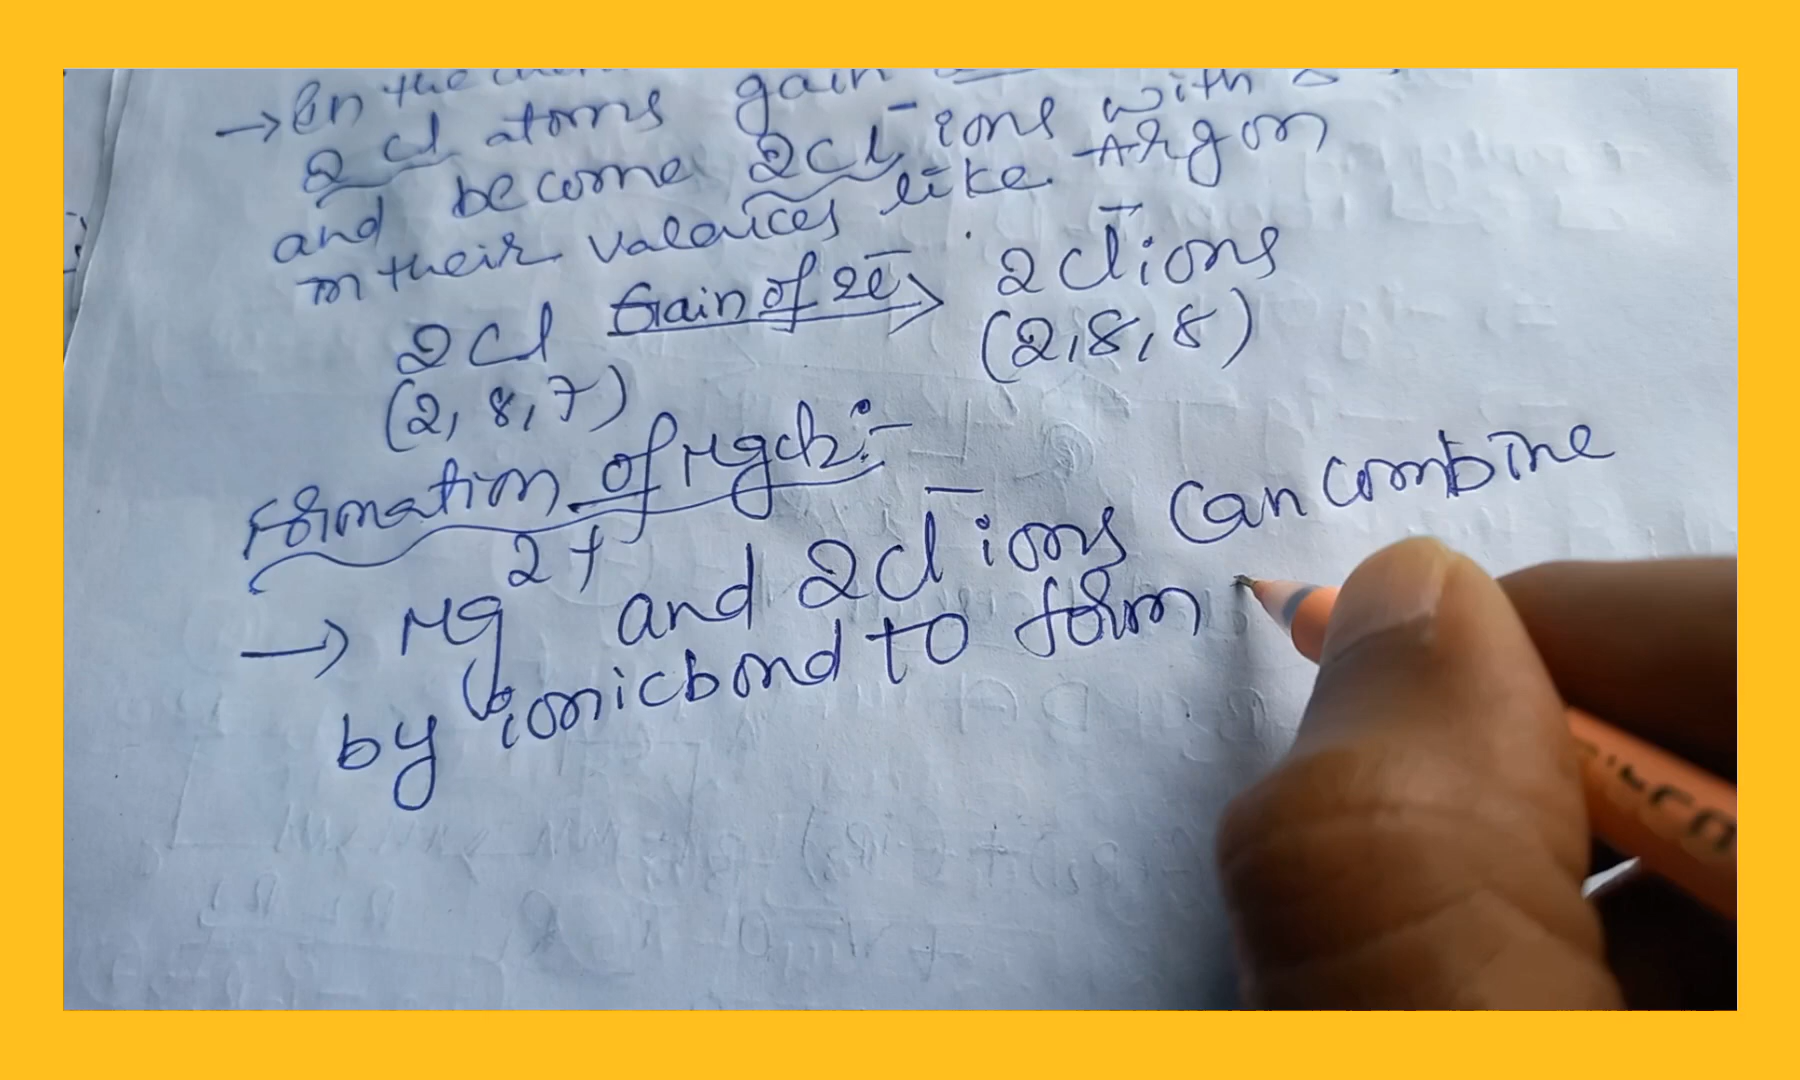 → In the
2 Cl atoms gain
and become 2Cl⁻ ions with
in their valances like Argon
2Cl Gain of 2e⁻ → 2Cl⁻ ions
(2, 8, 7) (2, 8, 8)
Formation of MgCl2:-
→ Mg2+ and 2Cl⁻ ions can combine
by ionic bond to form